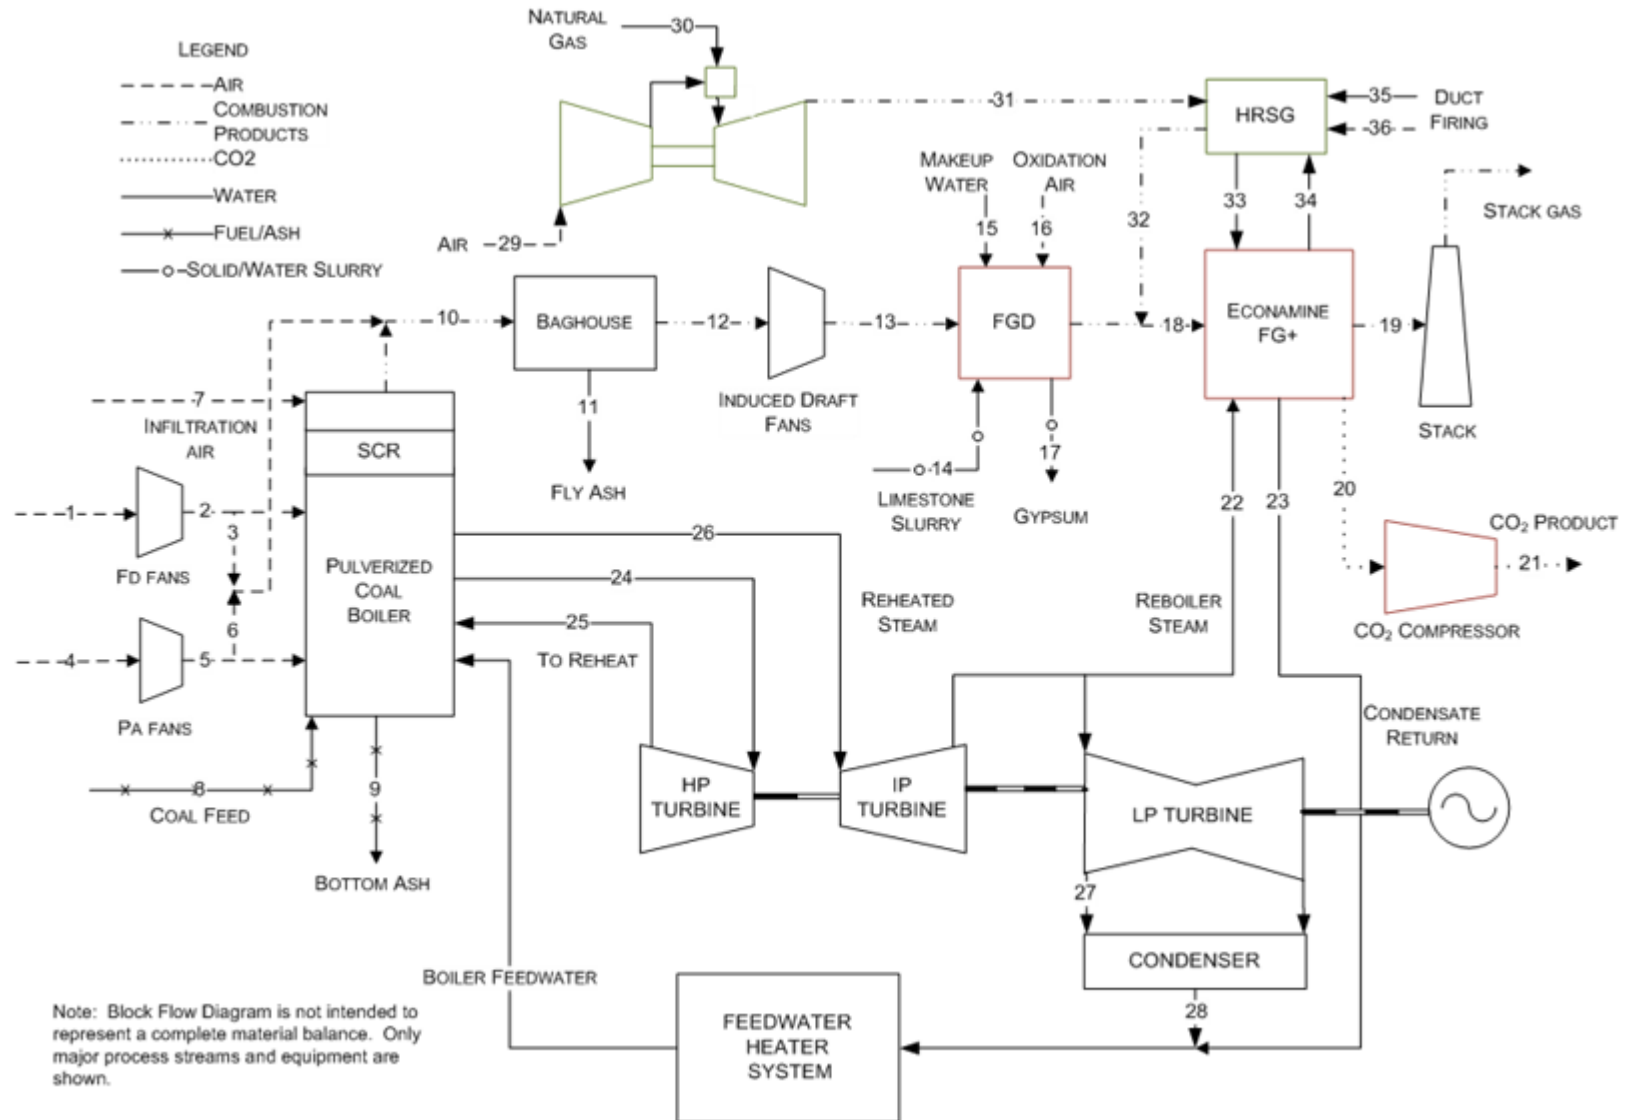 NATURAL
GAS
30
LEGEND
AIR
COMBUSTION
PRODUCTS
CO2
WATER
FUEL/ASH
SOLID/WATER SLURRY
31
HRSG
35
36
DUCT
FIRING
AIR
29
MAKEUP
WATER
15
OXIDATION
AIR
16
32
33
34
STACK GAS
10
BAGHOUSE
12
13
FGD
18
ECONAMINE
FG+
19
STACK
11
FLY ASH
INDUCED DRAFT
FANS
14
LIMESTONE
SLURRY
17
GYPSUM
7
INFILTRATION
AIR
SCR
1
2
3
FD FANS
PULVERIZED
COAL
BOILER
4
5
6
PA FANS
8
COAL FEED
9
BOTTOM ASH
26
24
25
TO REHEAT
REHEATED
STEAM
REBOILER
STEAM
22
23
20
CO2 PRODUCT
21
CO2 COMPRESSOR
CONDENSATE
RETURN
HP
TURBINE
IP
TURBINE
LP TURBINE
27
CONDENSER
28
BOILER FEEDWATER
FEEDWATER
HEATER
SYSTEM
Note: Block Flow Diagram is not intended to
represent a complete material balance. Only
major process streams and equipment are
shown.